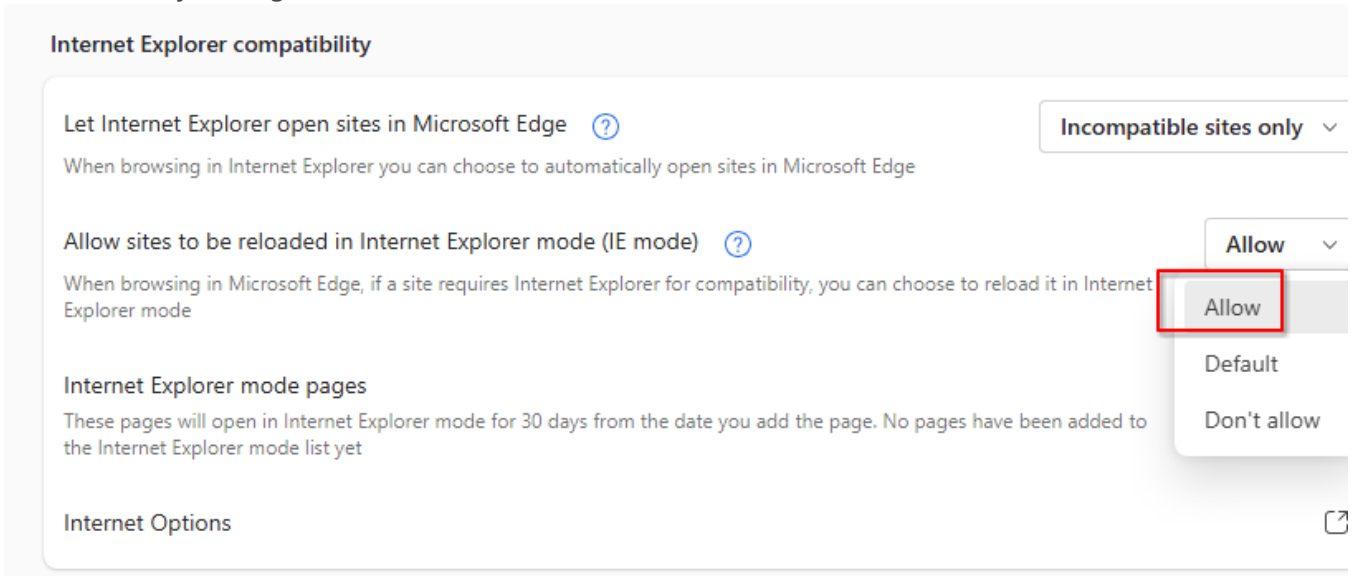 Internet Explorer compatibility
Let Internet Explorer open sites in Microsoft Edge
Incompatible sites only
When browsing in Internet Explorer you can choose to automatically open sites in Microsoft Edge
Allow sites to be reloaded in Internet Explorer mode (IE mode)
Allow
When browsing in Microsoft Edge, if a site requires Internet Explorer for compatibility, you can choose to reload it in Internet
Explorer mode
Allow
Default
Don't allow
Internet Explorer mode pages
These pages will open in Internet Explorer mode for 30 days from the date you add the page. No pages have been added to
the Internet Explorer mode list yet
Internet Options